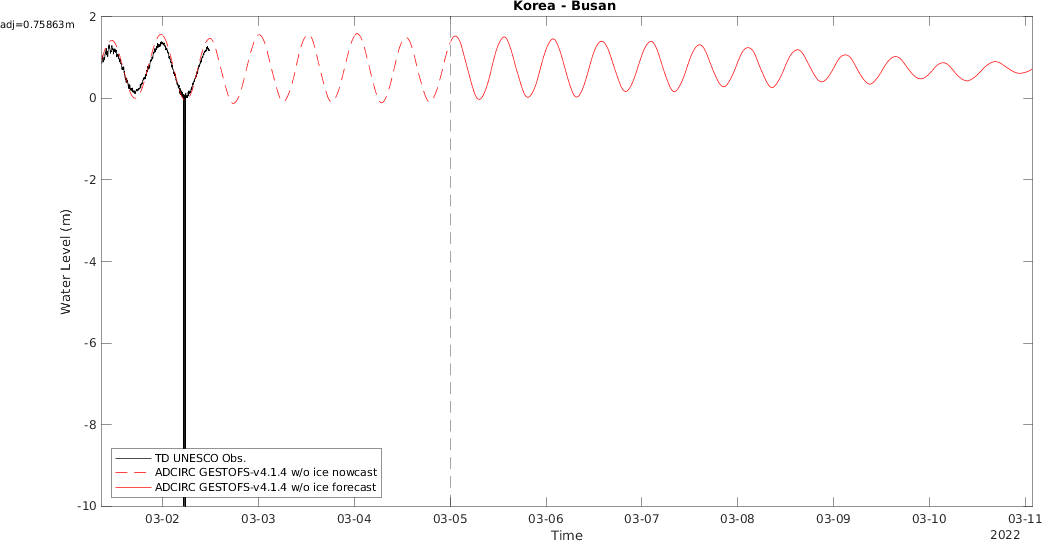 Korea - Busan
adj=0.75863m
2
0
-2
-4
-6
-8
-10
Water Level (m)
TD UNESCO Obs.
ADCIRC GESTOFS-v4.1.4 w/o ice nowcast
ADCIRC GESTOFS-v4.1.4 w/o ice forecast
03-02 03-03 03-04 03-05 03-06 03-07 03-08 03-09 03-10 03-11
Time
2022